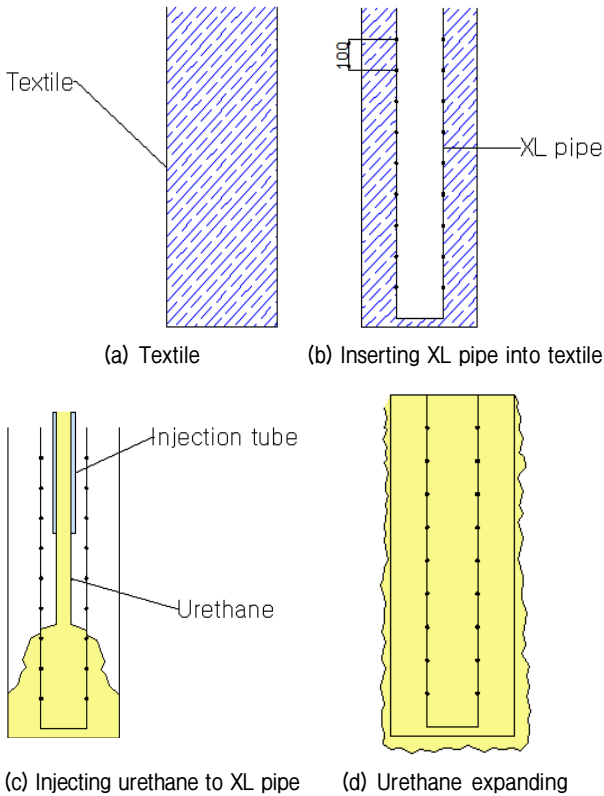 Textile
100
XL pipe
(a) Textile
(b) Inserting XL pipe into textile
Injection tube
Urethane
(c) Injecting urethane to XL pipe
(d) Urethane expanding